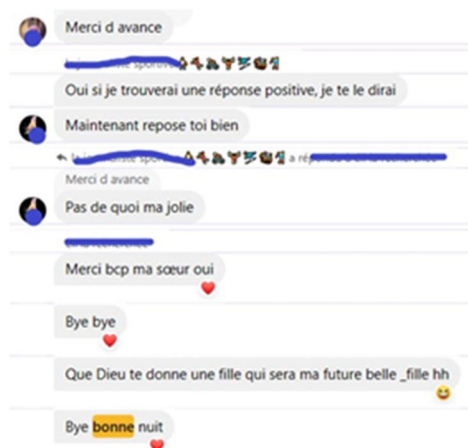 Merci d avance
Oui si je trouverai une réponse positive, je te le dirai
Maintenant repose toi bien
a
Merci d avance
Pas de quoi ma jolie
Merci bcp ma sœur oui
Bye bye
Que Dieu te donne une fille qui sera ma future belle _fille hh
Bye bonne nuit